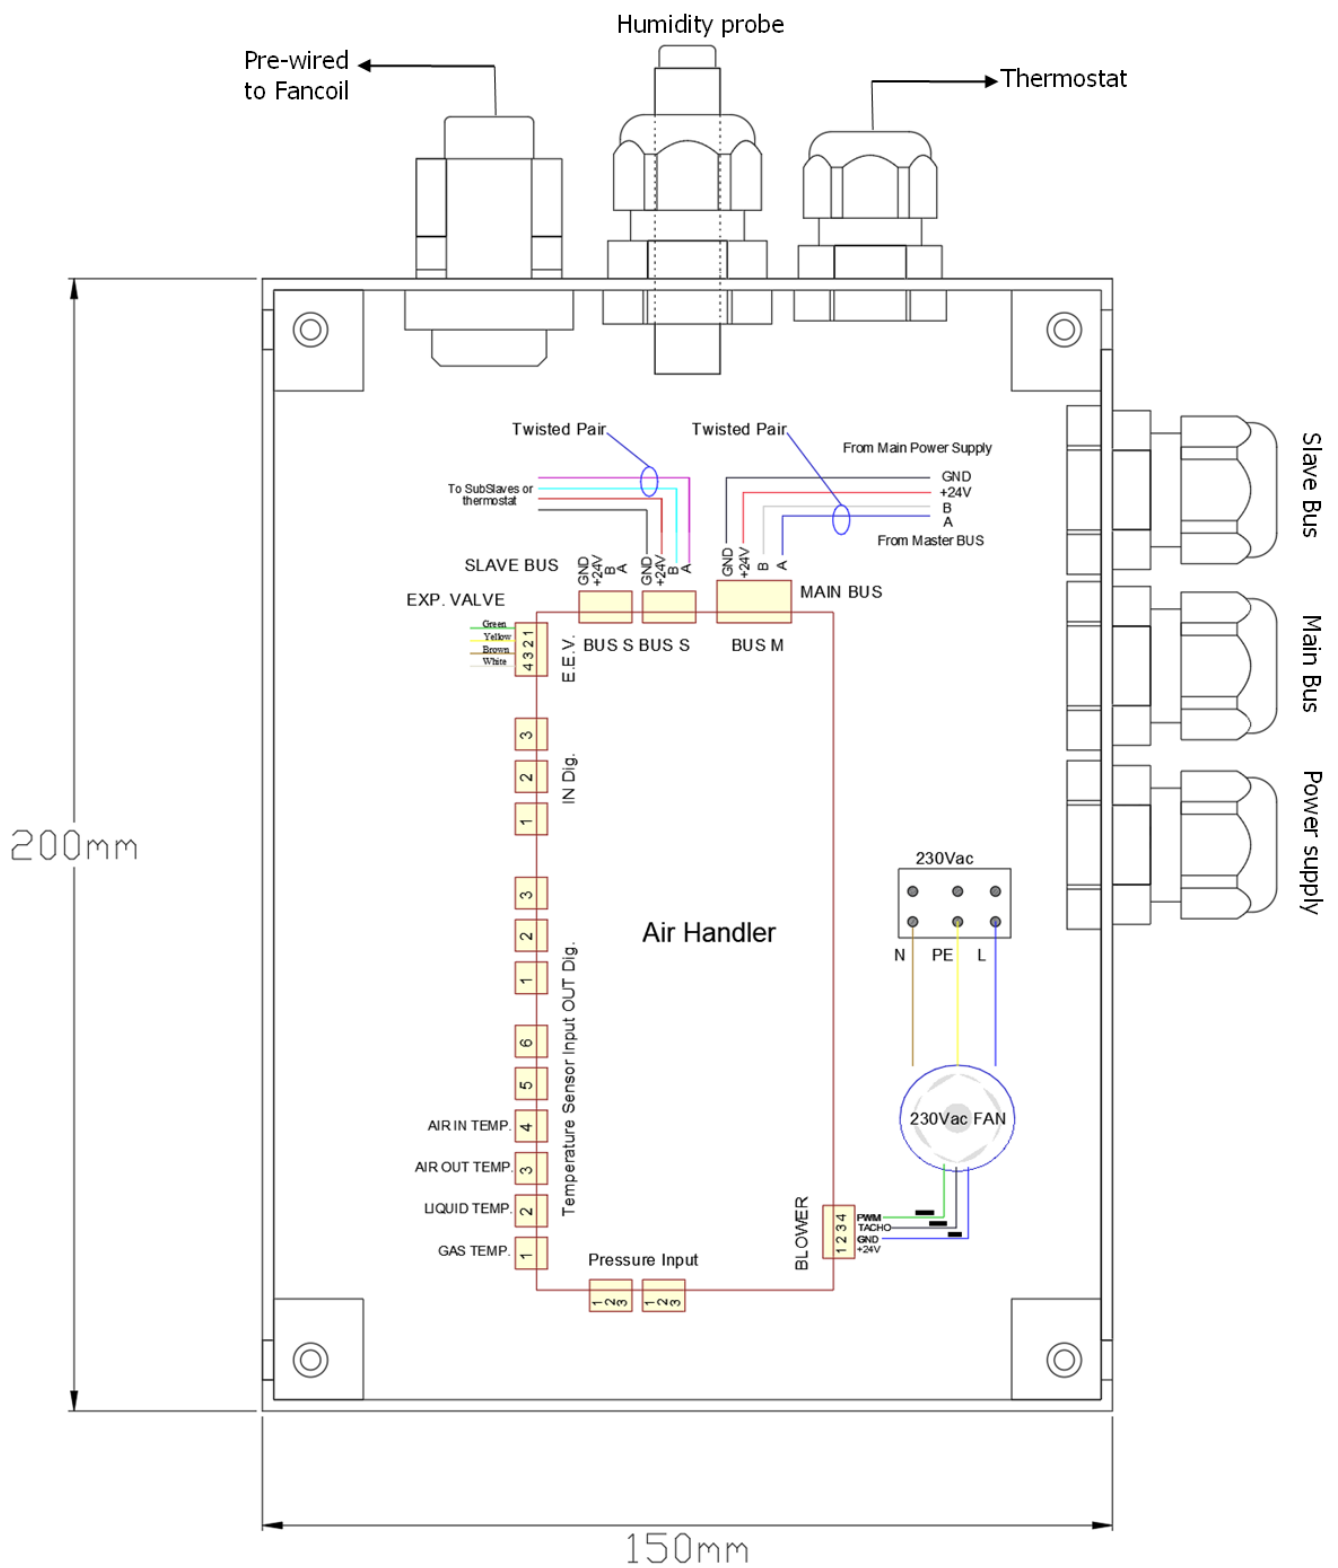 Humidity probe
Pre-wired
to Fancoil
Thermostat
Twisted Pair
Twisted Pair
From Main Power Supply
GND
+24V
B
A
From Master BUS
To SubSlaves or
thermostat
SLAVE BUS
GND
+24V
B
A
GND
+24V
B
A
GND
+24V
B
A
MAIN BUS
EXP. VALVE
BUS S
BUS S
BUS M
Green
Yellow
Brown
White
4 3 2 1
E.E.V.
3
2
1
IN Dig.
3
2
1
6
5
4
3
2
1
Temperature Sensor Input OUT Dig.
AIR IN TEMP.
AIR OUT TEMP.
LIQUID TEMP.
GAS TEMP.
Air Handler
230Vac
N
PE
L
230Vac FAN
BLOWER
1 2 3 4
PWM
TACHO
GND
+24V
Pressure Input
1 2 3
1 2 3
Slave Bus
Main Bus
Power supply
200mm
150mm